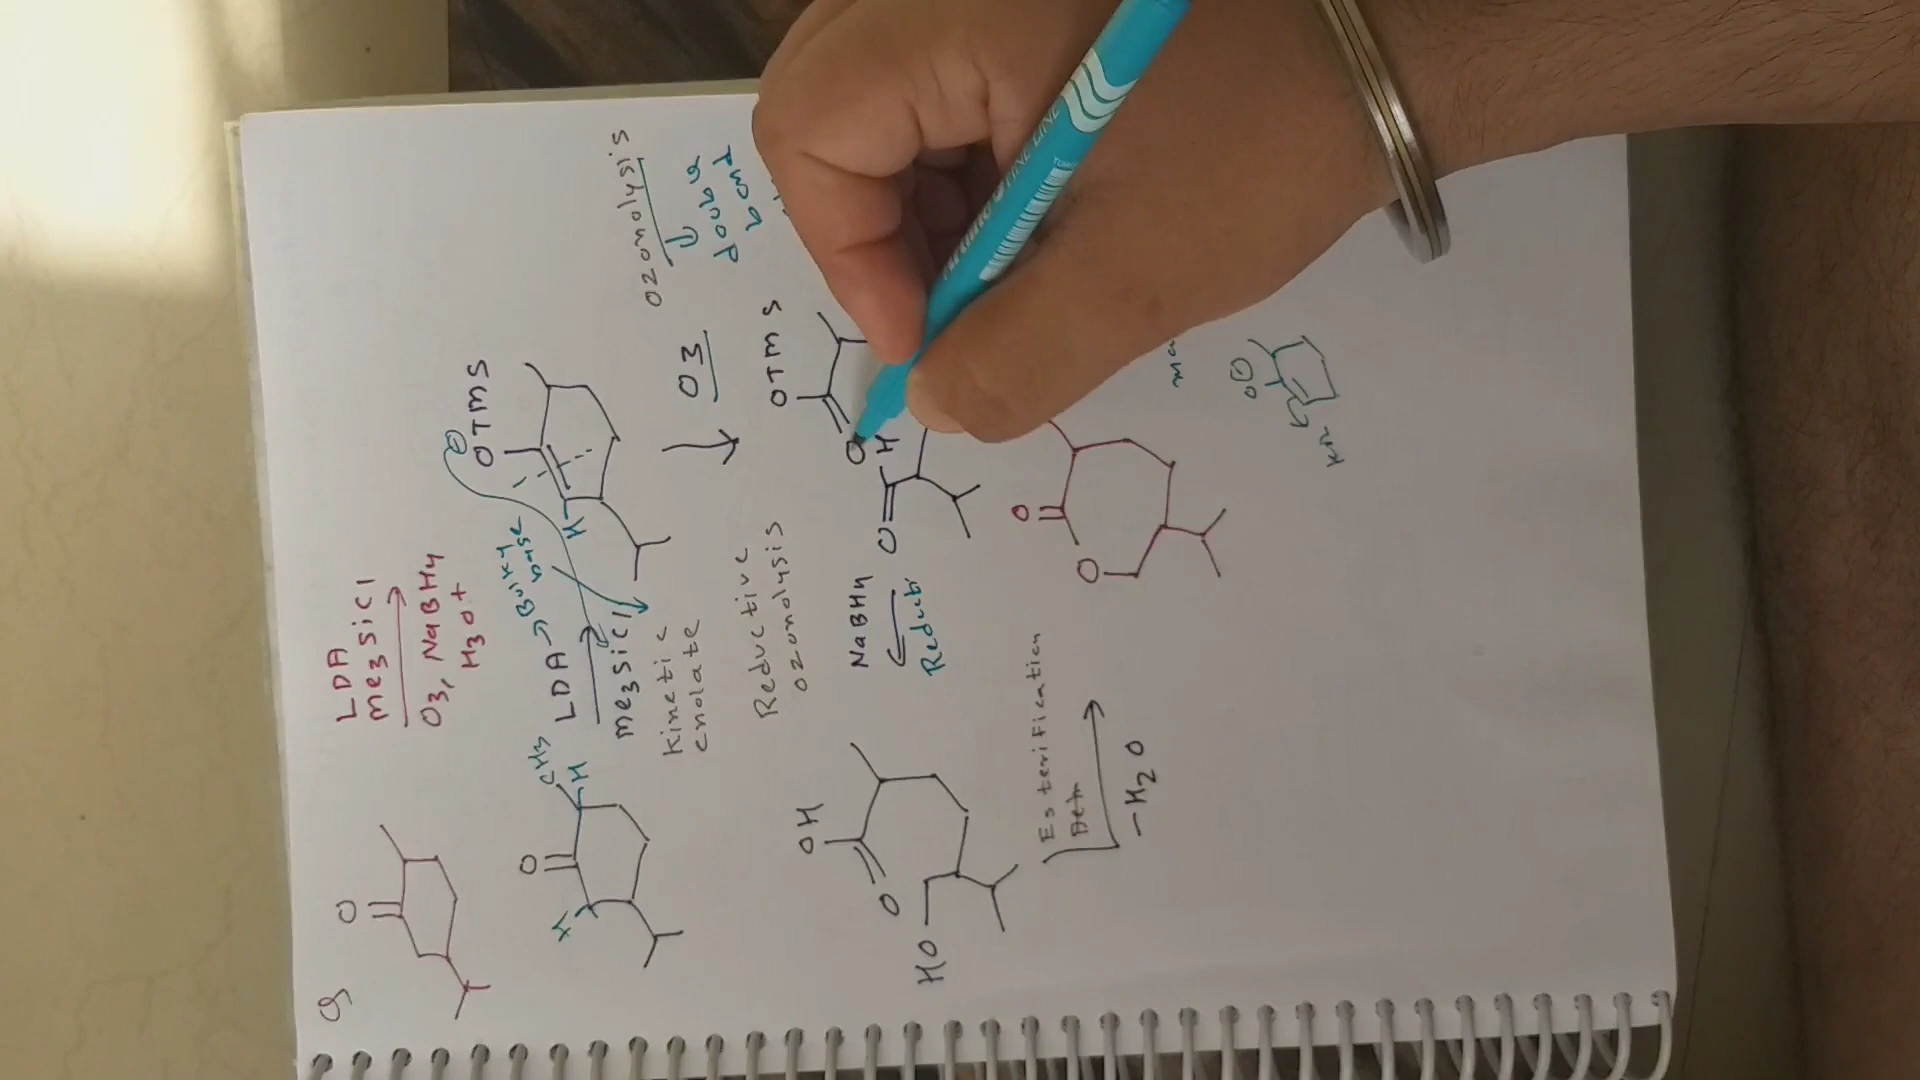 Q
O
LDA
me3SiCl
O3, NaBH4
H3O+
O
CH3
H
H
LDA → Bulky
base
me3SiCl
kinetic
enolate
OTMS
⊖
H
O3
ozonolysis
↓
double
bond
Reductive
ozonolysis
OTMS
O
H
O
NaBH4
Reducti
OH
O
HO
Esterification
-H2O
O
O
O⊖